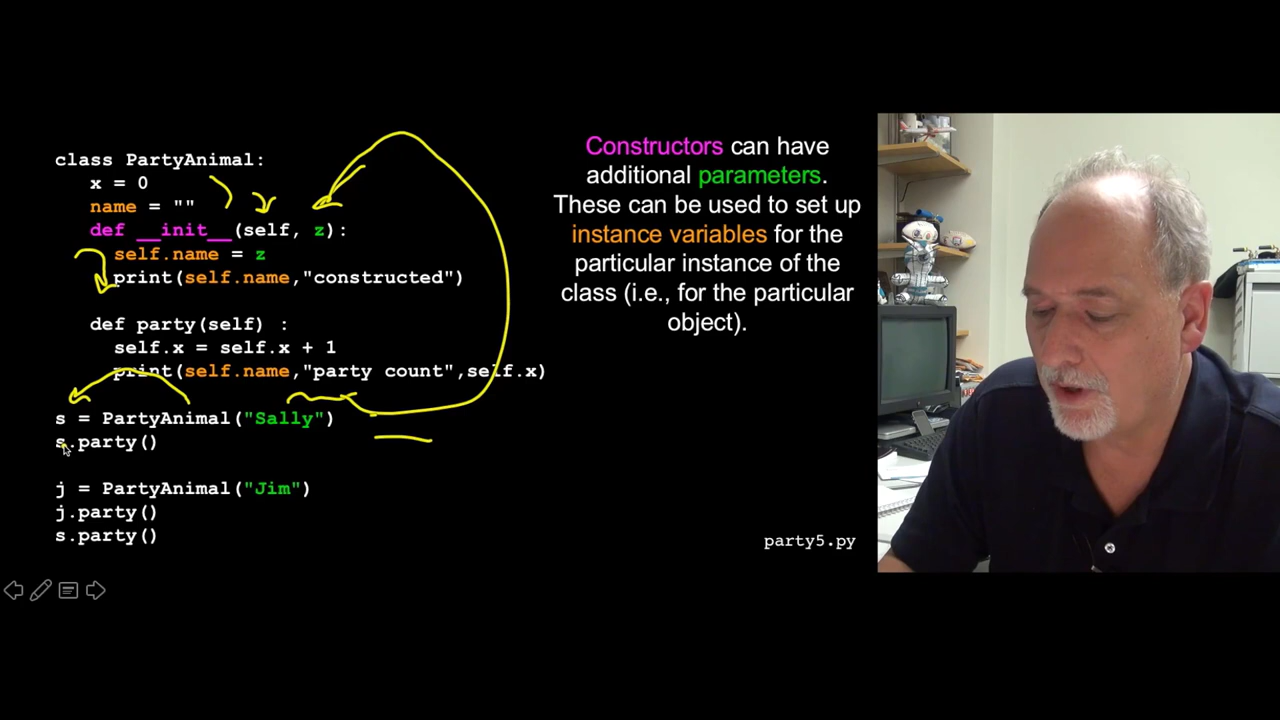 class PartyAnimal:
   x = 0
   name = ""
   def __init__(self, z):
     self.name = z
     print(self.name,"constructed")
   def party(self) :
     self.x = self.x + 1
     print(self.name,"party count",self.x)
s = PartyAnimal("Sally")
s.party()
j = PartyAnimal("Jim")
j.party()
s.party()
Constructors can have
additional parameters.
These can be used to set up
instance variables for the
particular instance of the
class (i.e., for the particular
object).
party5.py